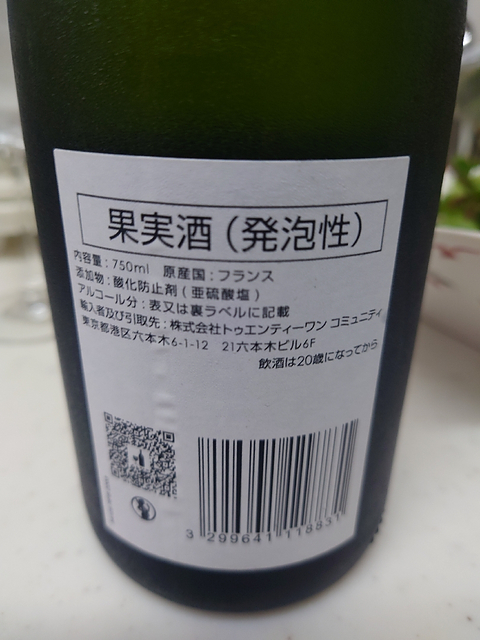 果実酒（発泡性）
内容量：750ml　原産国：フランス
添加物：酸化防止剤（亜硫酸塩）
アルコール分：表又は裏ラベルに記載
輸入者及び引取先：株式会社トゥエンティーワン コミュニティ
東京都港区六本木6-1-12　21六本木ビル6F
飲酒は20歳になってから
3 299641 118831